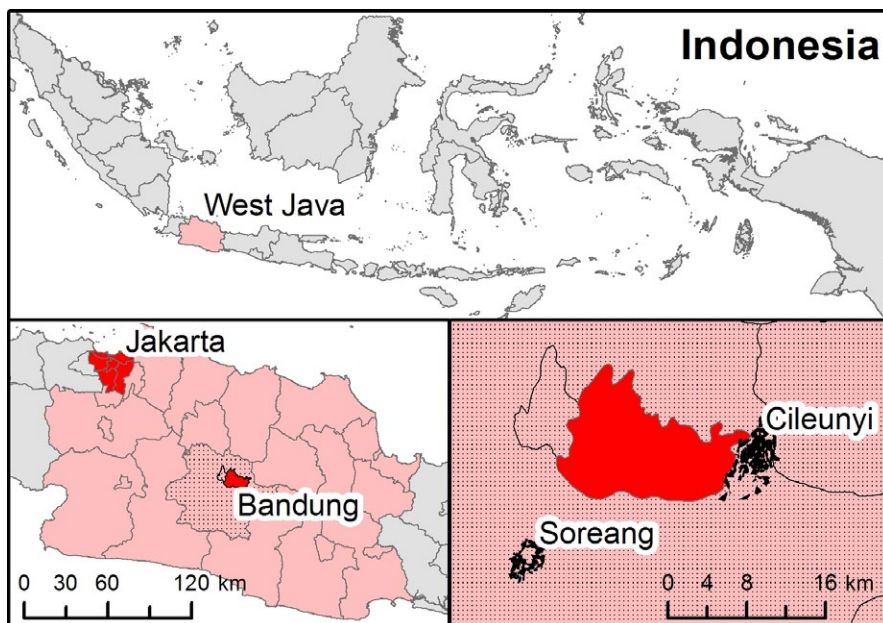 Indonesia
West Java
Jakarta
Bandung
0 30 60 120 km
Cileunyi
Soreang
0 4 8 16 km